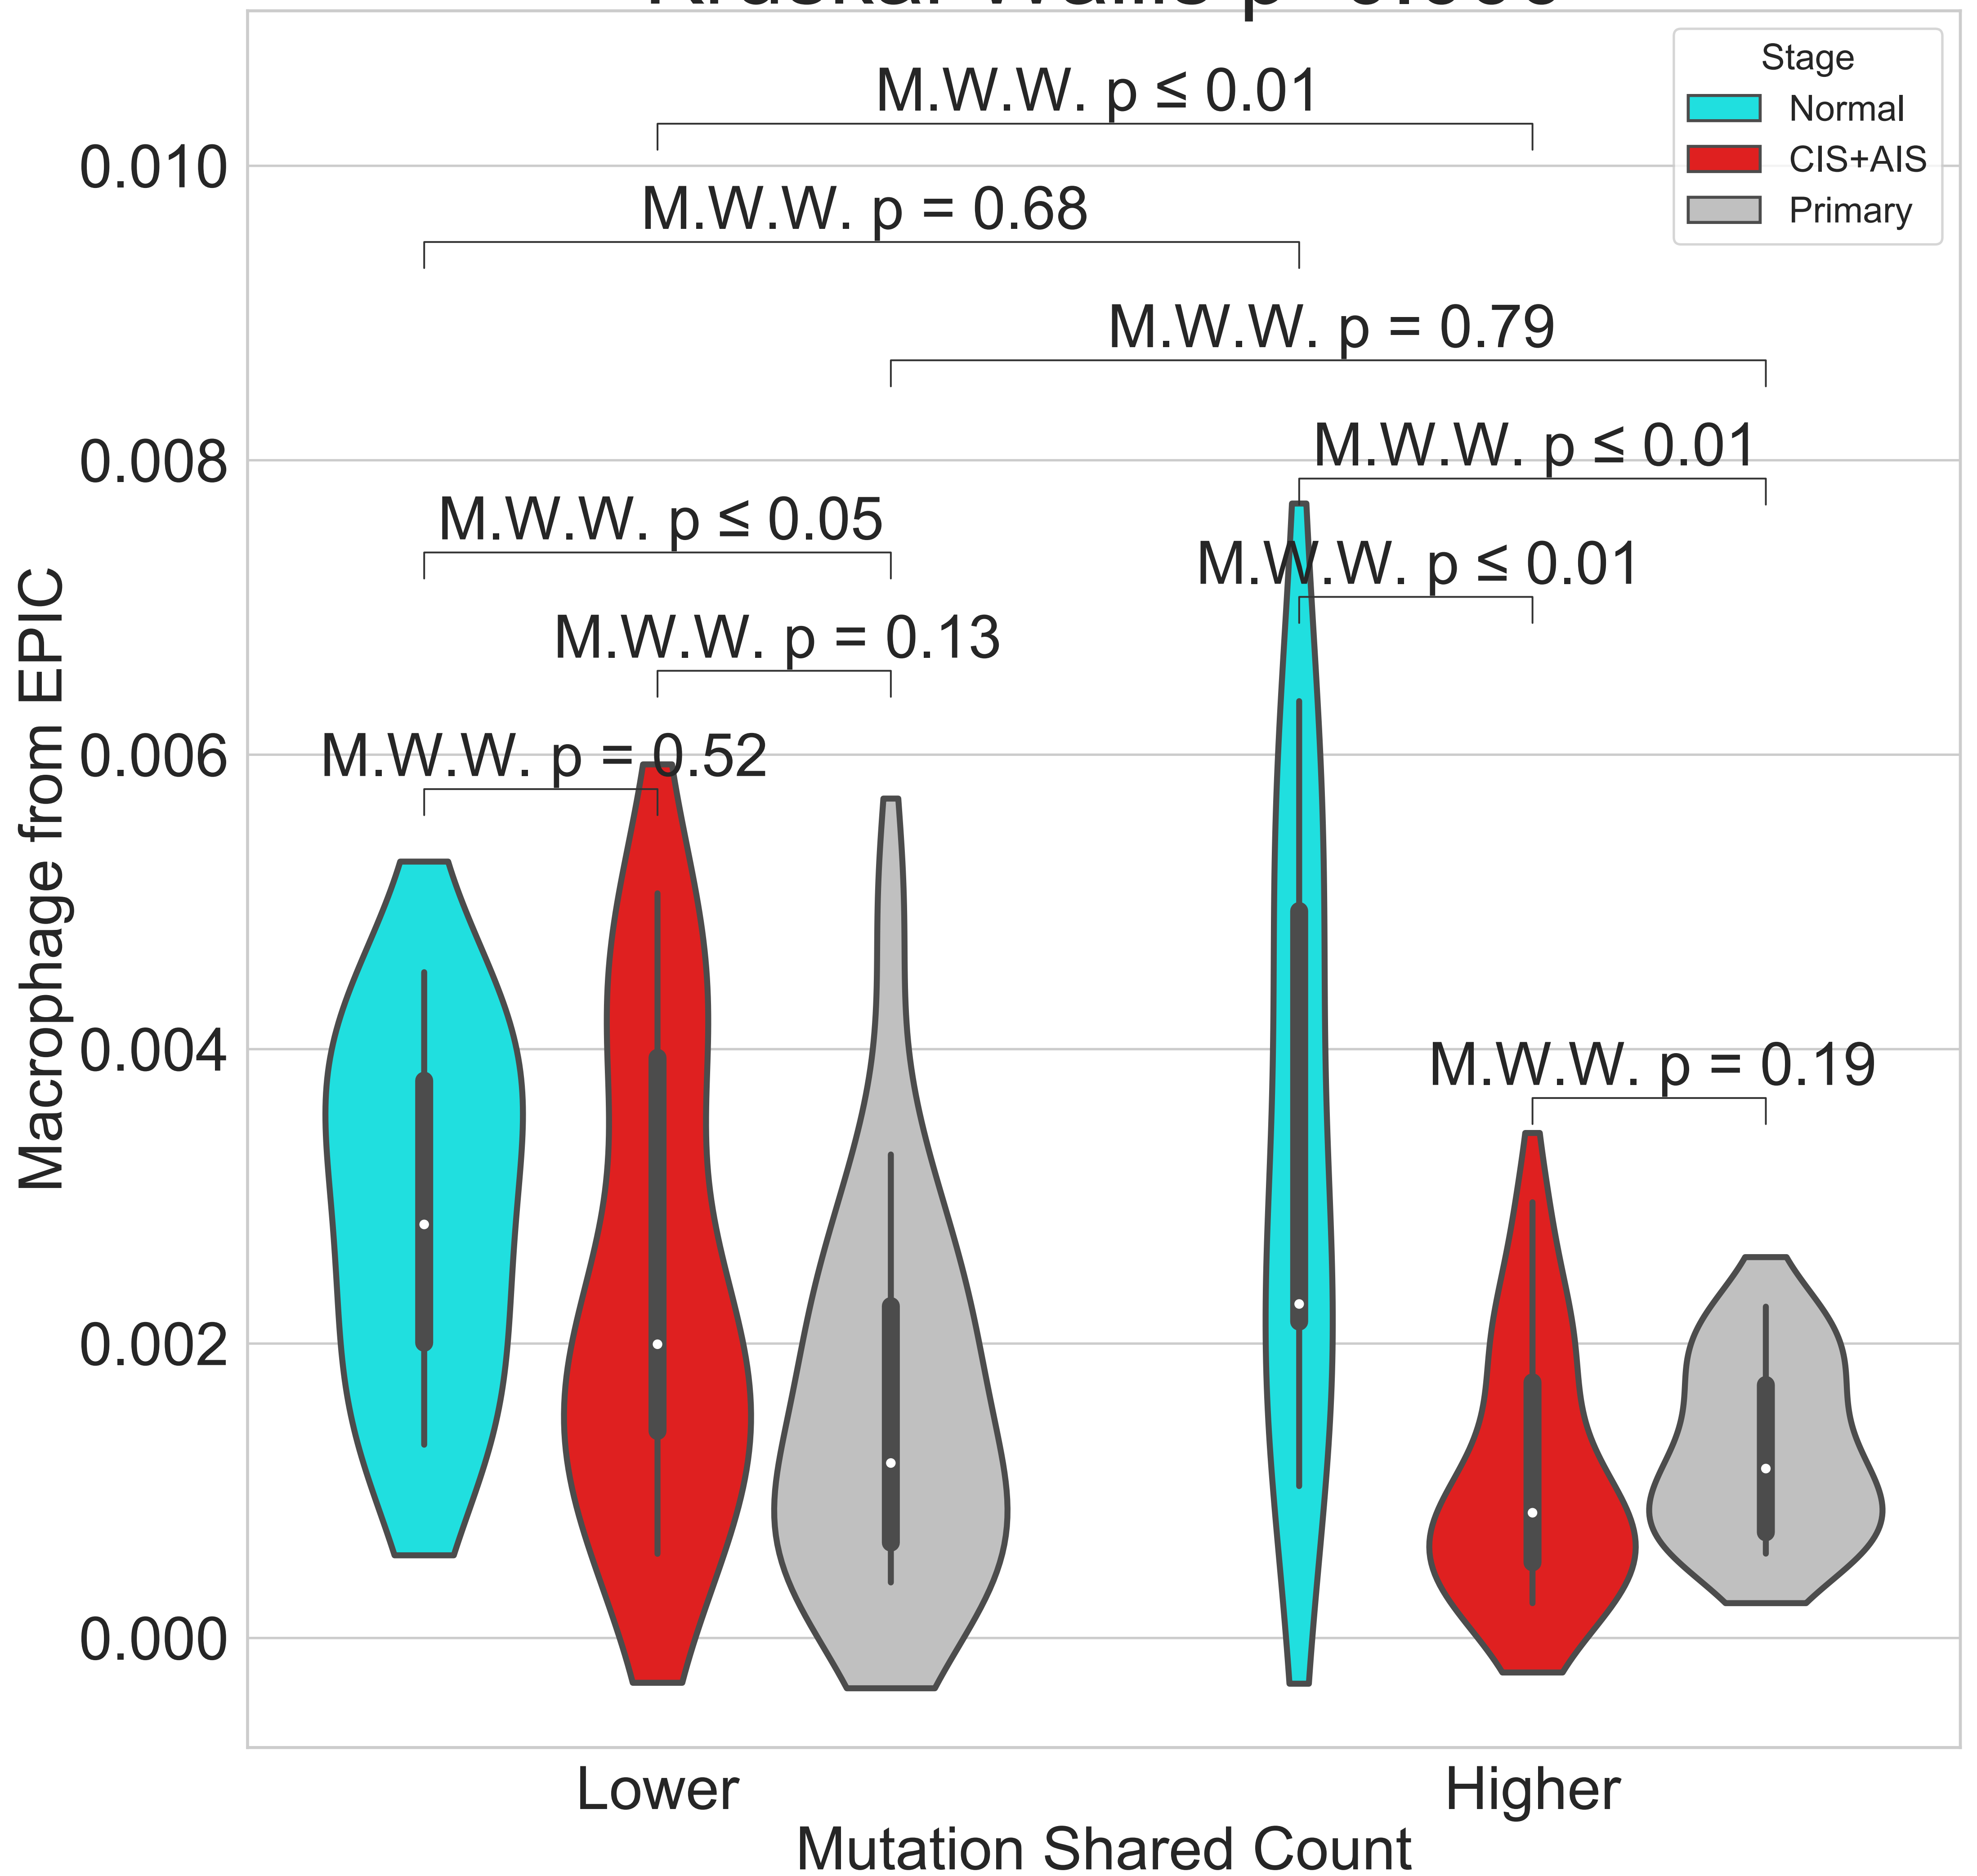 Stage
Normal
CIS+AIS
Primary
M.W.W. p ≤ 0.01
M.W.W. p = 0.68
M.W.W. p = 0.79
M.W.W. p ≤ 0.01
M.W.W. p ≤ 0.05
M.W.W. p ≤ 0.01
M.W.W. p = 0.13
M.W.W. p = 0.52
M.W.W. p = 0.19
0.010
0.008
0.006
0.004
0.002
0.000
Macrophage from EPIC
Lower
Higher
Mutation Shared Count